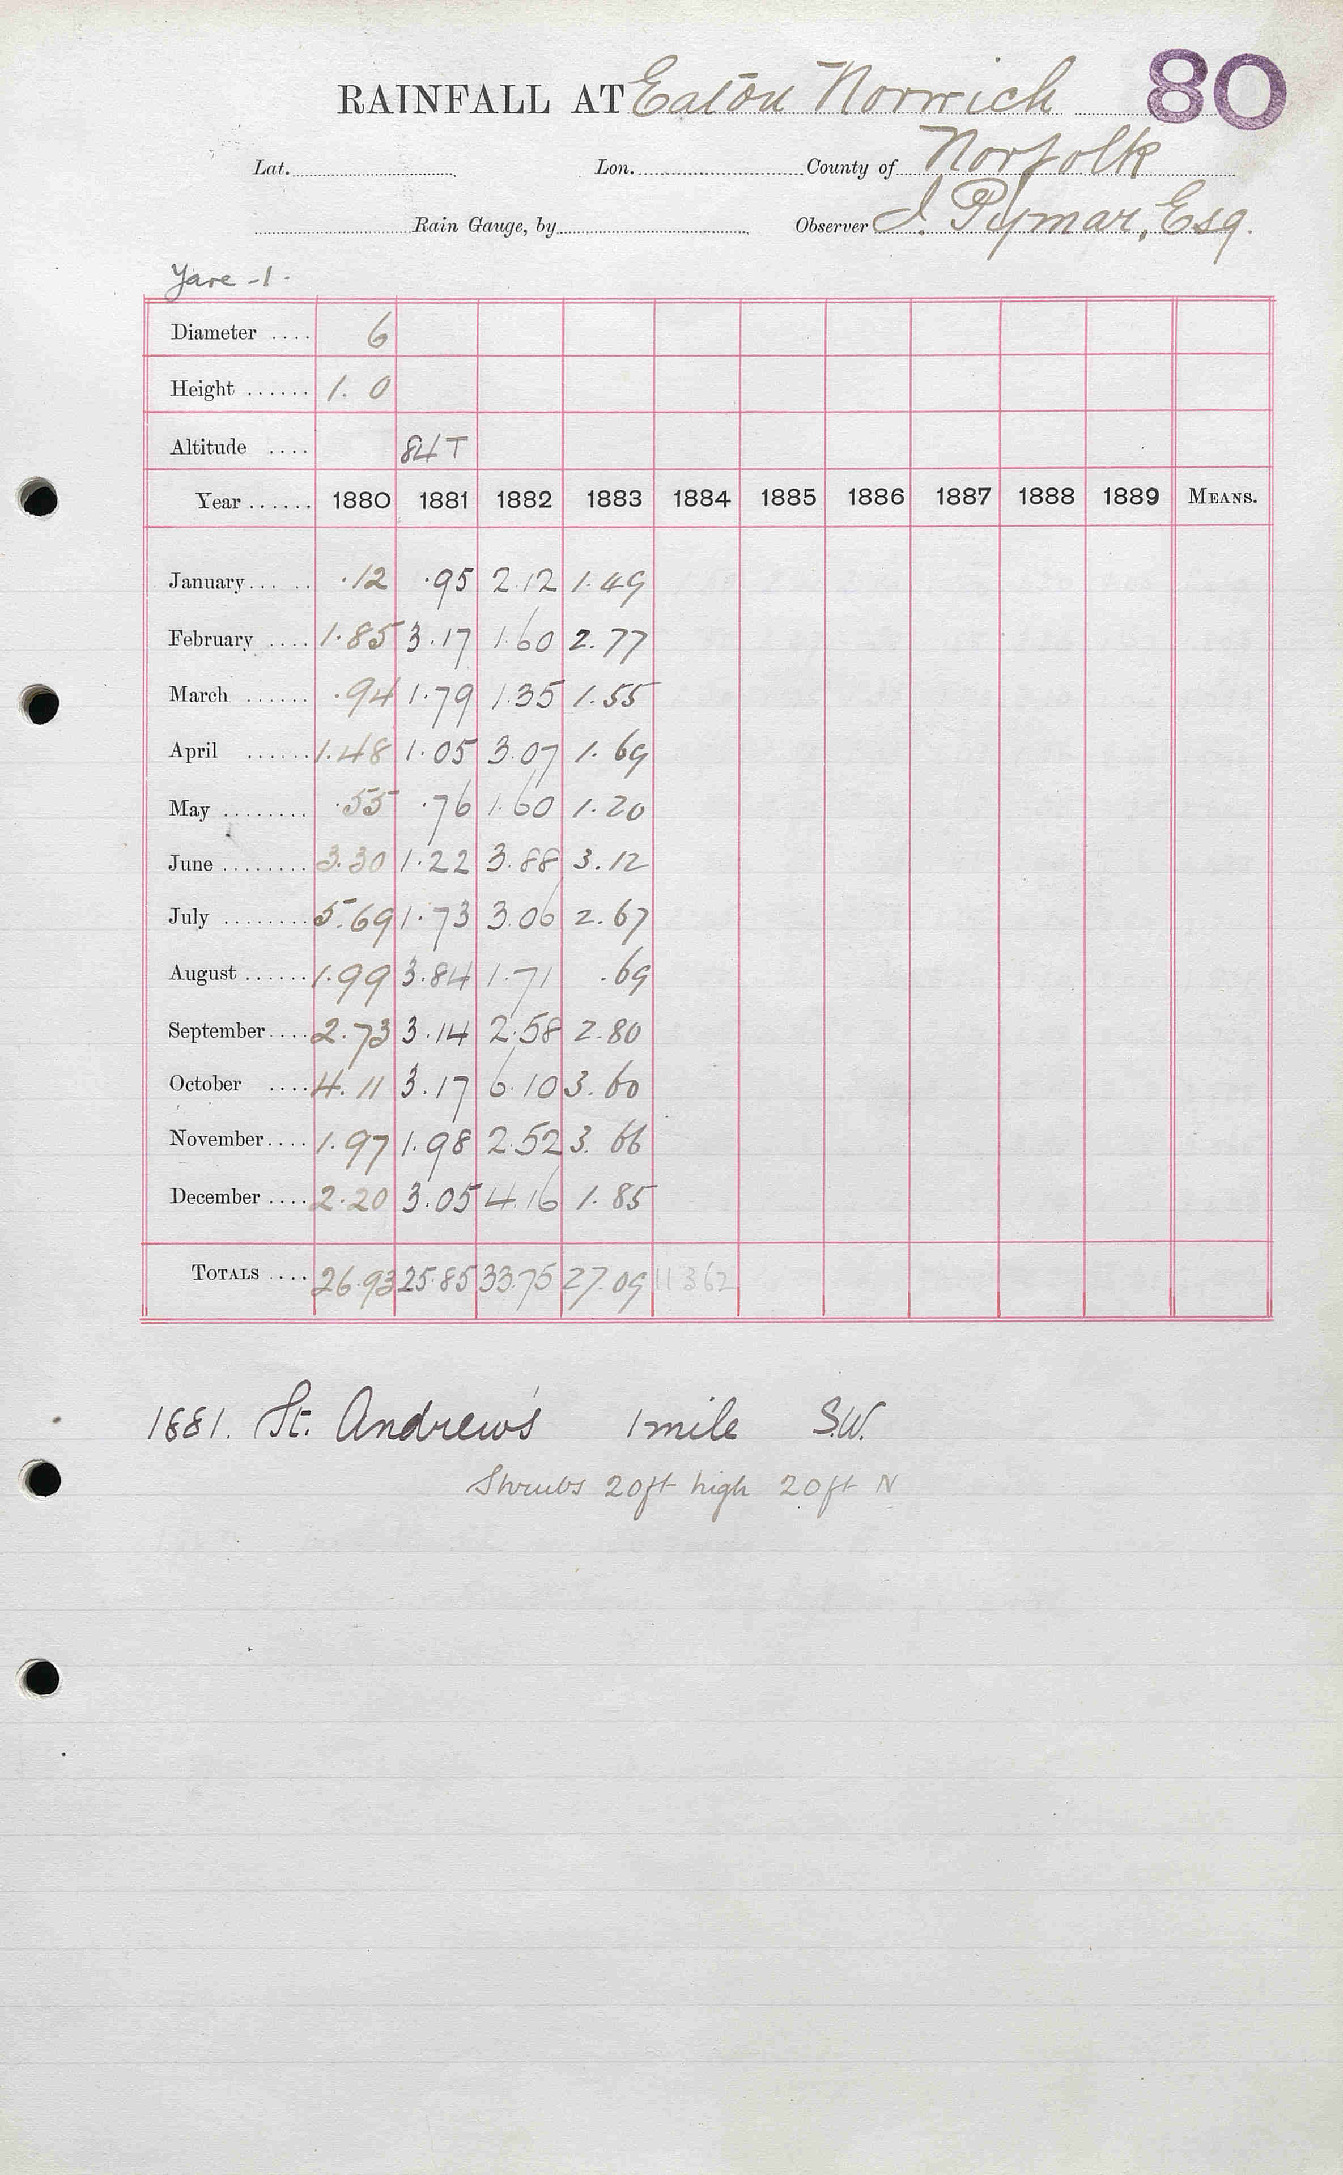 RAINFALL AT Eaton Norwich 80
Lat. Lon. County of Norfolk
Rain Gauge, by Observer J. Pymar, Esq.
Yare -1-
Diameter .... 6
Height ...... 1. 0
Altitude .... 84T
Year ...... 1880 1881 1882 1883 1884 1885 1886 1887 1888 1889 MEANS.
January...... .12 .95 2.12 1.49
February .... 1.85 3.17 1.60 2.77
March ...... .94 1.79 1.35 1.55
April ...... 1.48 1.05 3.07 1.69
May ........ .55 .76 1.60 1.20
June ........ 3.30 1.22 3.88 3.12
July ........ 5.69 1.73 3.06 2.67
August ...... 1.99 3.84 1.71 .69
September.... 2.73 3.14 2.58 2.80
October .... 4.11 3.17 6.10 3.60
November.... 1.97 1.98 2.52 3.66
December .... 2.20 3.05 4.16 1.85
TOTALS .... 26.93 25.85 33.75 27.09 11362
1881. St. Andrew's 1 mile S.W.
Shrubs 20ft high 20ft N